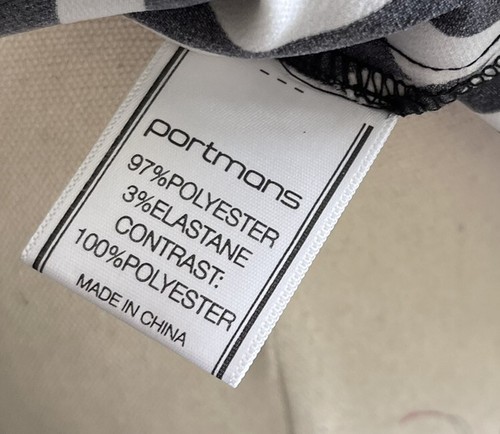 portmans
97%POLYESTER
3%ELASTANE
CONTRAST:
100%POLYESTER
MADE IN CHINA